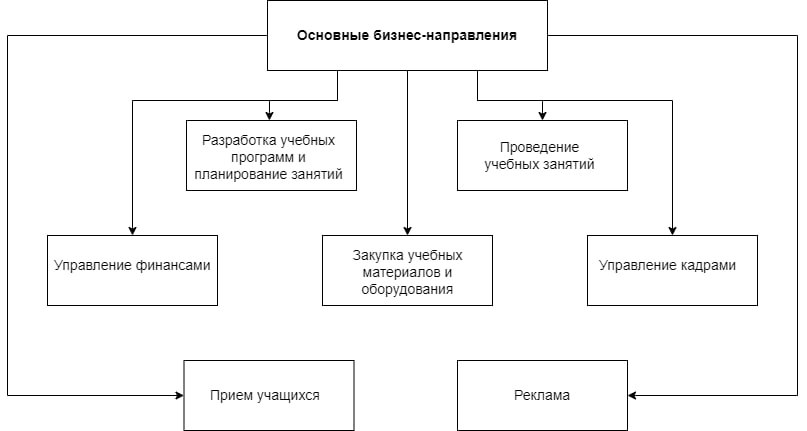 Основные бизнес-направления
Разработка учебных
программ и
планирование занятий
Проведение
учебных занятий
Управление финансами
Закупка учебных
материалов и
оборудования
Управление кадрами
Прием учащихся
Реклама